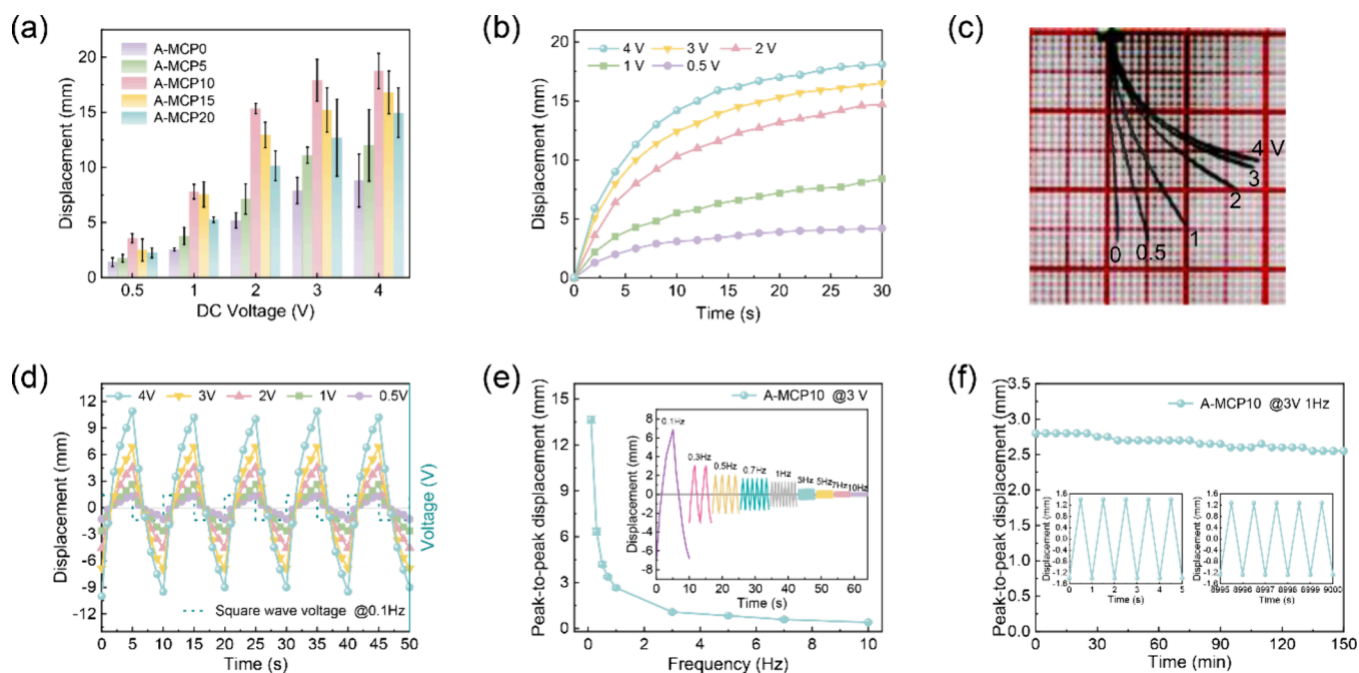 (a)
Displacement (mm)
20
15
10
5
0
A-MCP0
A-MCP5
A-MCP10
A-MCP15
A-MCP20
0.5 1 2 3 4
DC Voltage (V)
(b)
Displacement (mm)
20
15
10
5
0
4 V 3 V 2 V
1 V 0.5 V
0 5 10 15 20 25 30
Time (s)
(c)
4 V
3
2
1
0.5
0
(d)
Displacement (mm)
12
9
6
3
0
-3
-6
-9
-12
4V 3V 2V 1V 0.5V
Square wave voltage @0.1Hz
Voltage (V)
0 5 10 15 20 25 30 35 40 45 50
Time (s)
(e)
Peak-to-peak displacement (mm)
15
12
9
6
3
0
A-MCP10 @3 V
Displacement (mm)
8
6
4
2
0
-2
-4
-6
-8
0.1Hz
0.3Hz
0.5Hz
0.7Hz
1Hz
3Hz 5Hz 7Hz 10Hz
0 10 20 30 40 50 60
Time (s)
0 2 4 6 8 10
Frequency (Hz)
(f)
Peak-to-peak displacement (mm)
3.5
3.0
2.5
2.0
1.5
1.0
0.5
0.0
A-MCP10 @3V 1Hz
Displacement (mm)
1.6
1.2
0.8
0.4
0.0
-0.4
-0.8
-1.2
-1.6
0 1 2 3 4 5
Time (s)
Displacement (mm)
1.6
1.2
0.8
0.4
0.0
-0.4
-0.8
-1.2
-1.6
8995 8996 8997 8998 8999 9000
Time (s)
0 30 60 90 120 150
Time (min)